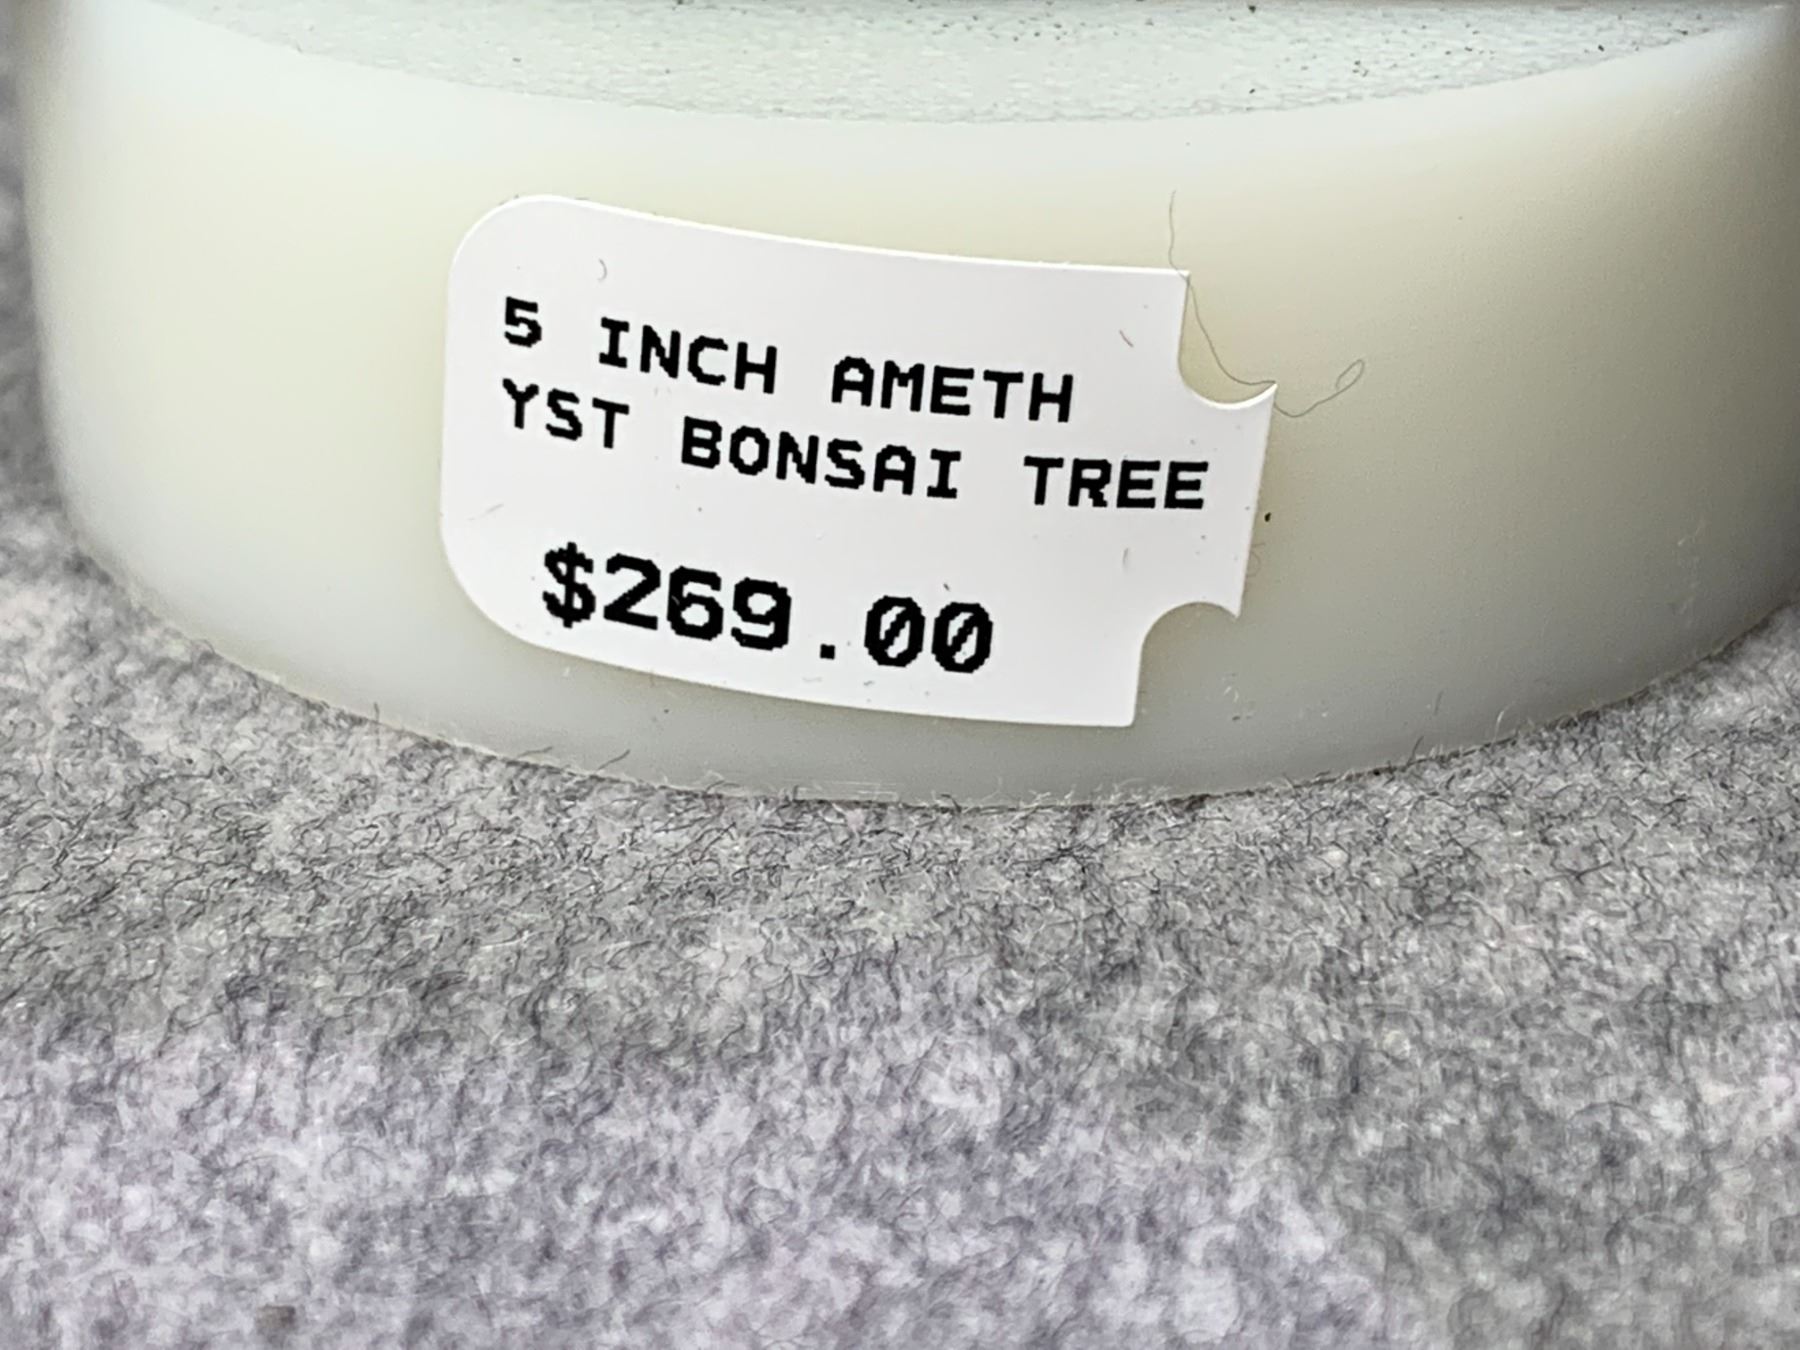 5 INCH AMETH
YST BONSAI TREE
$269.00